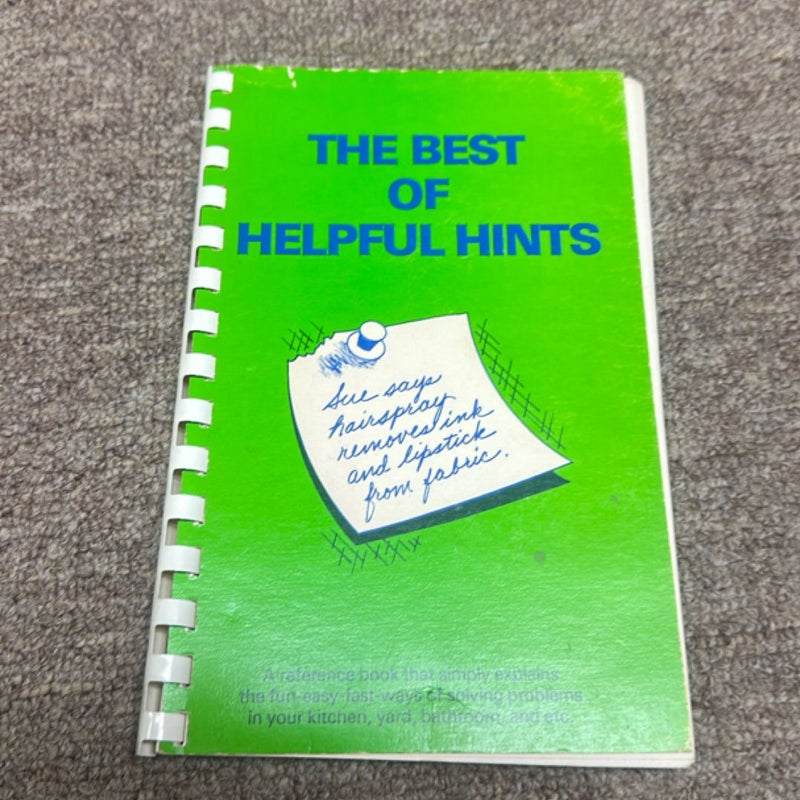 THE BEST
OF
HELPFUL HINTS
Sue says
hairspray
removes ink
and lipstick
from fabric.
A reference book that simply explains
the fun-easy-fast-ways of solving problems
in your kitchen, yard, bathroom, and etc.